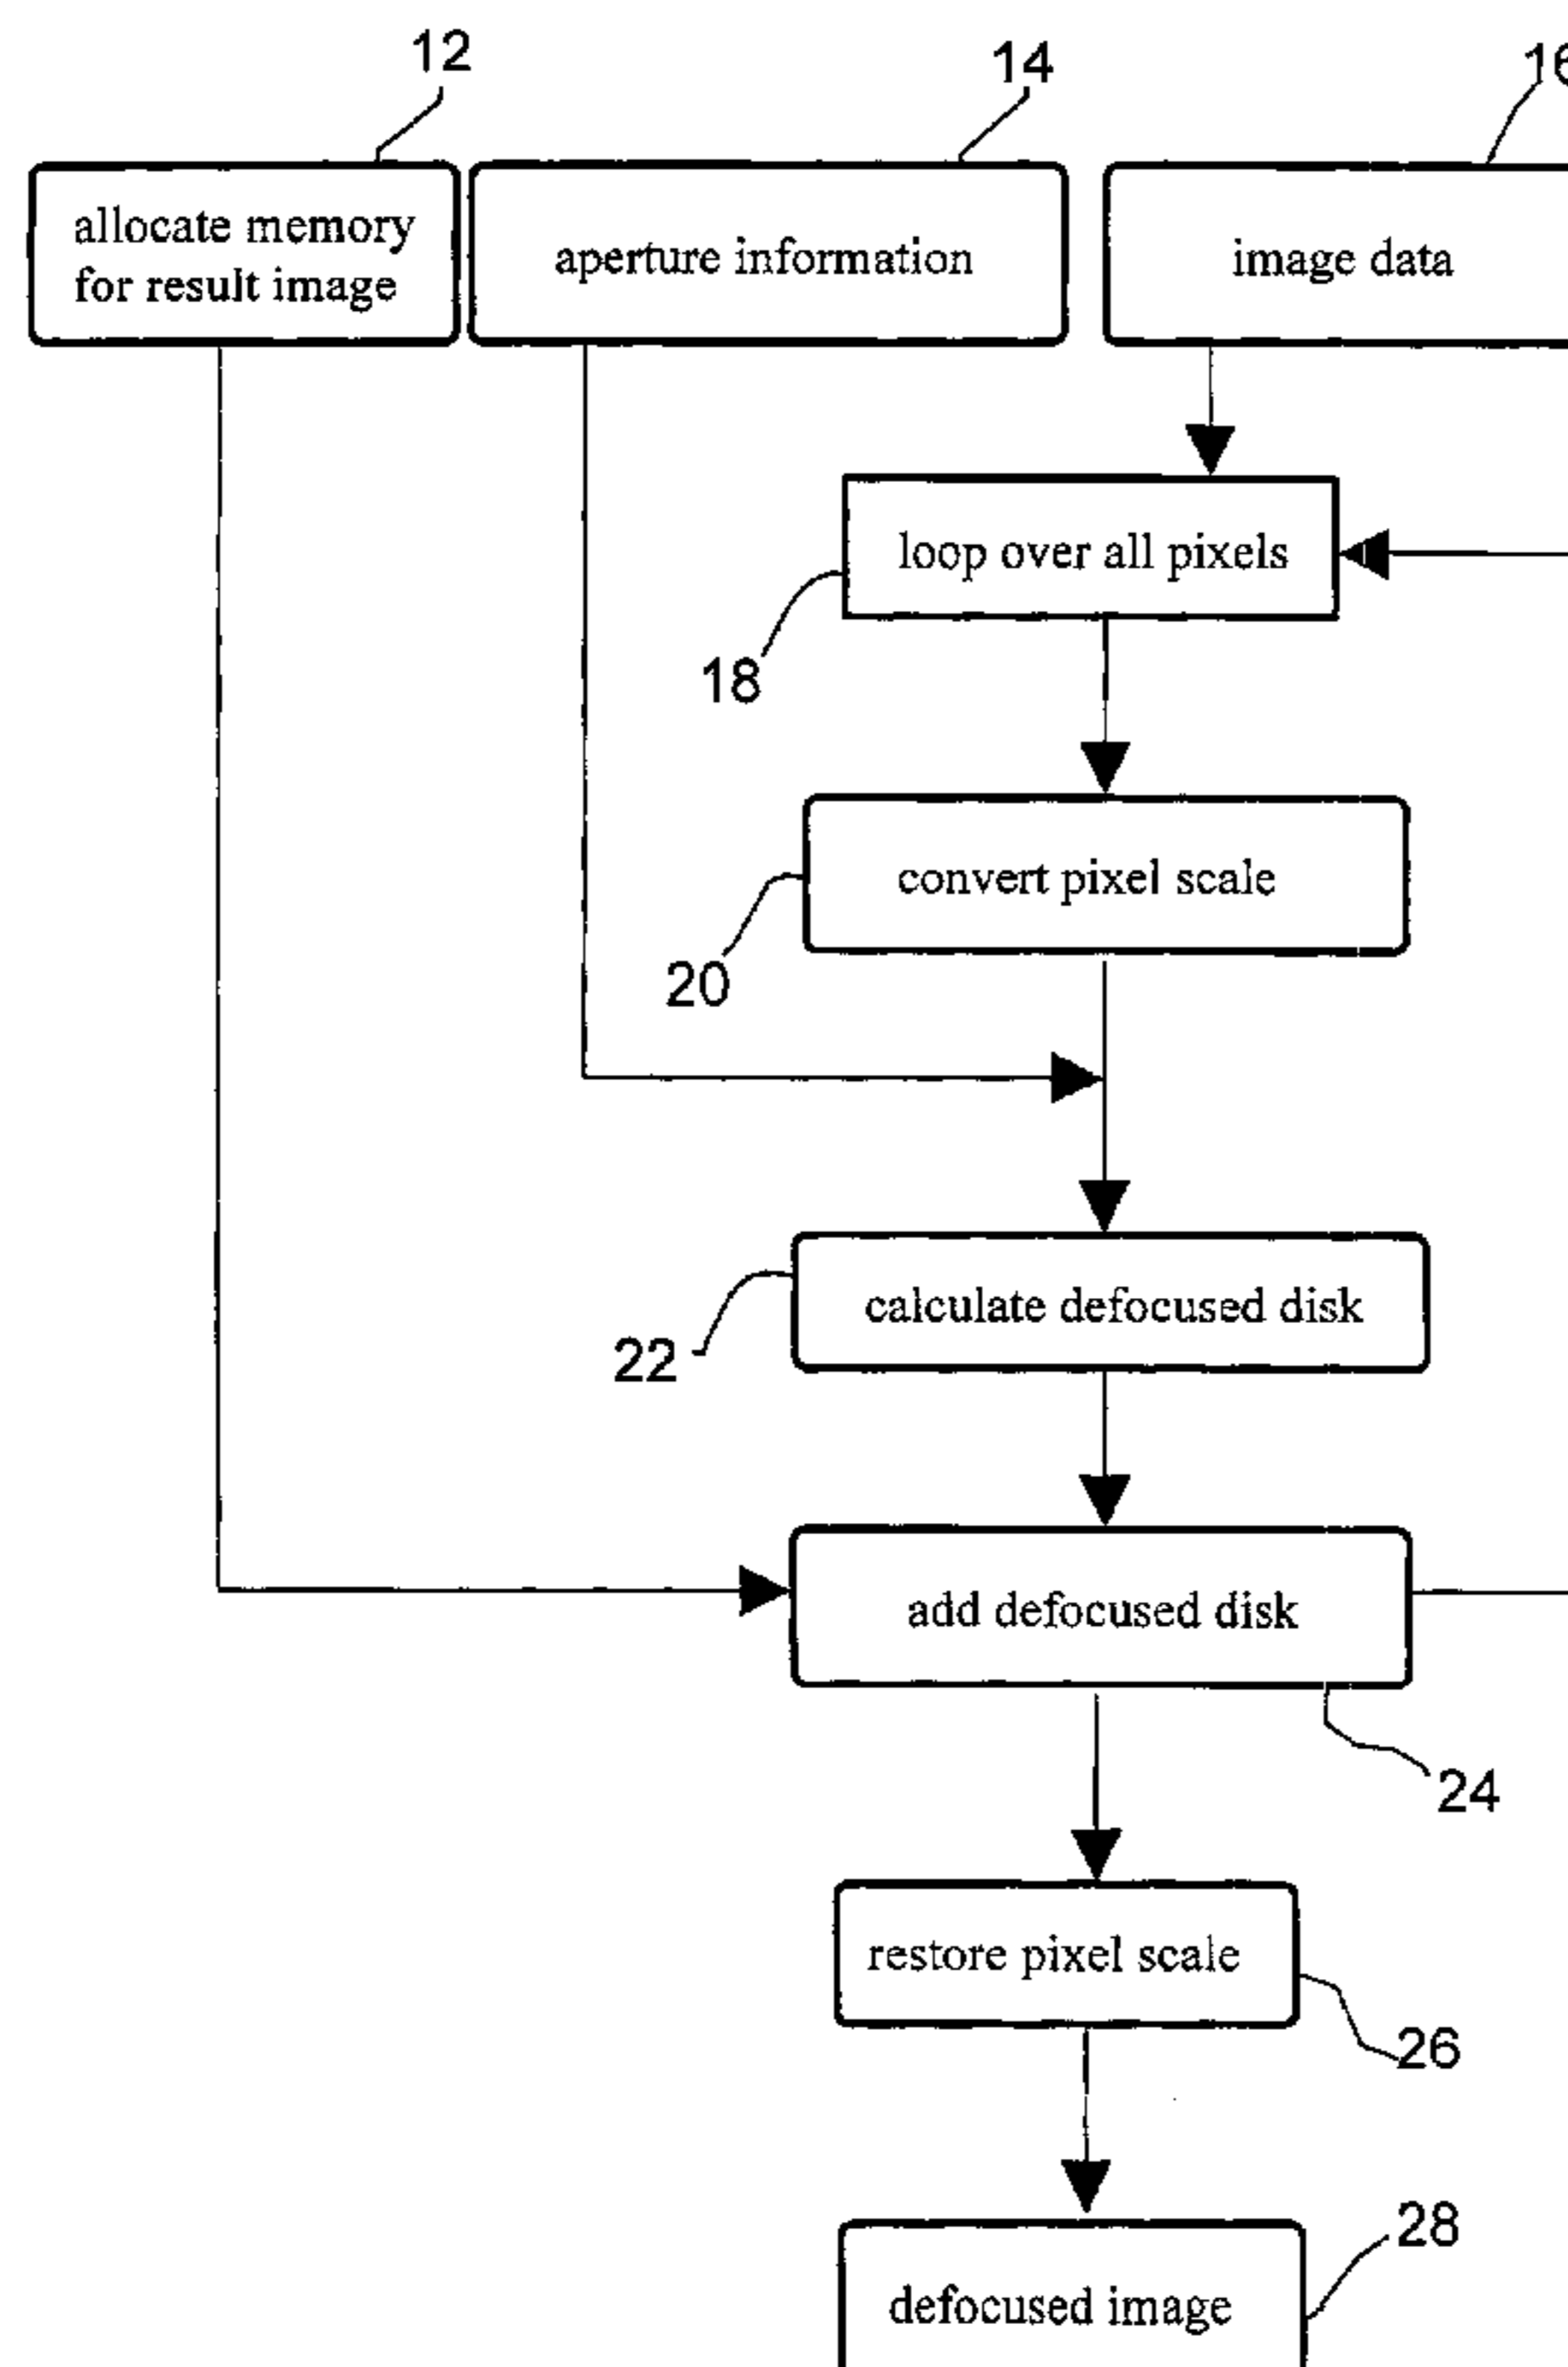 12
14
16
allocate memory
for result image
aperture information
image data
loop over all pixels
18
convert pixel scale
20
calculate defocused disk
22
add defocused disk
24
restore pixel scale
26
28
defocused image